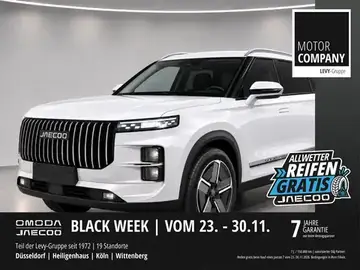 MOTOR
COMPANY
LEVY-Gruppe
JAECOO
ALLWETTER
REIFEN
GRATIS
JAECOO
OMODA
JAECOO
BLACK WEEK | VOM 23. - 30.11.
7 JAHRE
GARANTIE
Teil der Levy-Gruppe seit 1972 | 19 Standorte
Düsseldorf | Heiligenhaus | Köln | Wittenberg